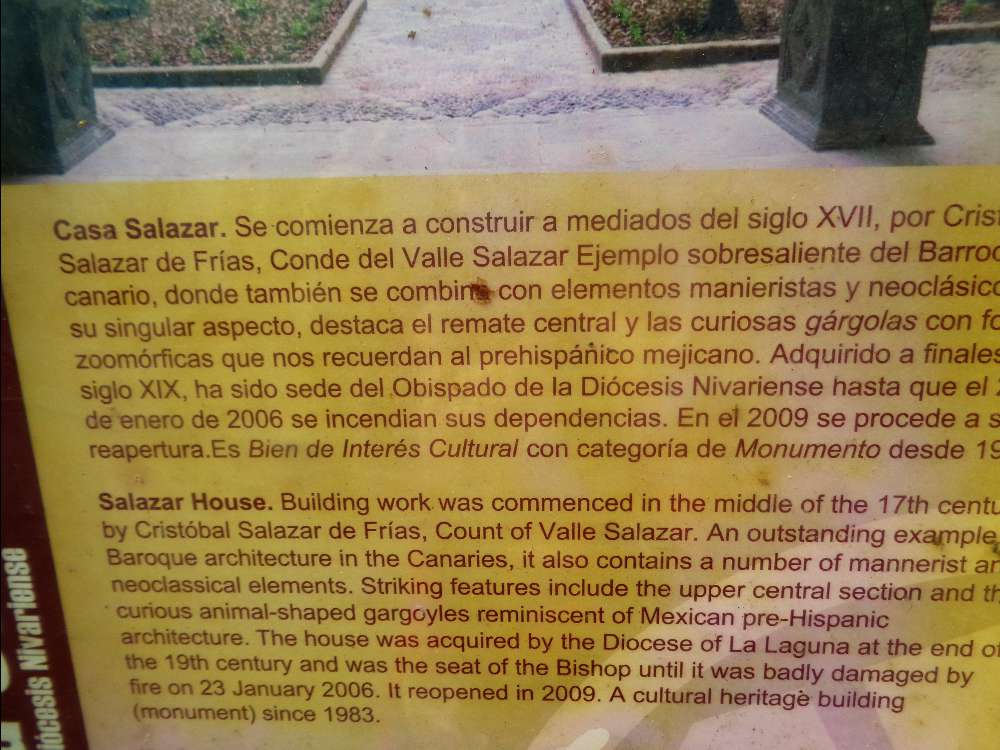 Casa Salazar. Se comienza a construir a mediados del siglo XVII, por
Salazar de Frías, Conde del Valle Salazar Ejemplo sobresaliente del
canario, donde también se combina con elementos manieristas y
su singular aspecto, destaca el remate central y las curiosas gárgolas con
zoomórficas que nos recuerdan al prehispánico mejicano. Adquirido a finales
siglo XIX, ha sido sede del Obispado de la Diócesis Nivariense hasta que el
de enero de 2006 se incendian sus dependencias. En el 2009 se procede a
reapertura.Es Bien de Interés Cultural con categoría de Monumento desde
Salazar House. Building work was commenced in the middle of the 17th
by Cristóbal Salazar de Frías, Count of Valle Salazar. An outstanding example
Baroque architecture in the Canaries, it also contains a number of mannerist
neoclassical elements. Striking features include the upper central section and
curious animal-shaped gargoyles reminiscent of Mexican pre-Hispanic
architecture. The house was acquired by the Diocese of La Laguna at the end of
the 19th century and was the seat of the Bishop until it was badly damaged by
fire on 23 January 2006. It reopened in 2009. A cultural heritage building
(monument) since 1983.
Nivariense